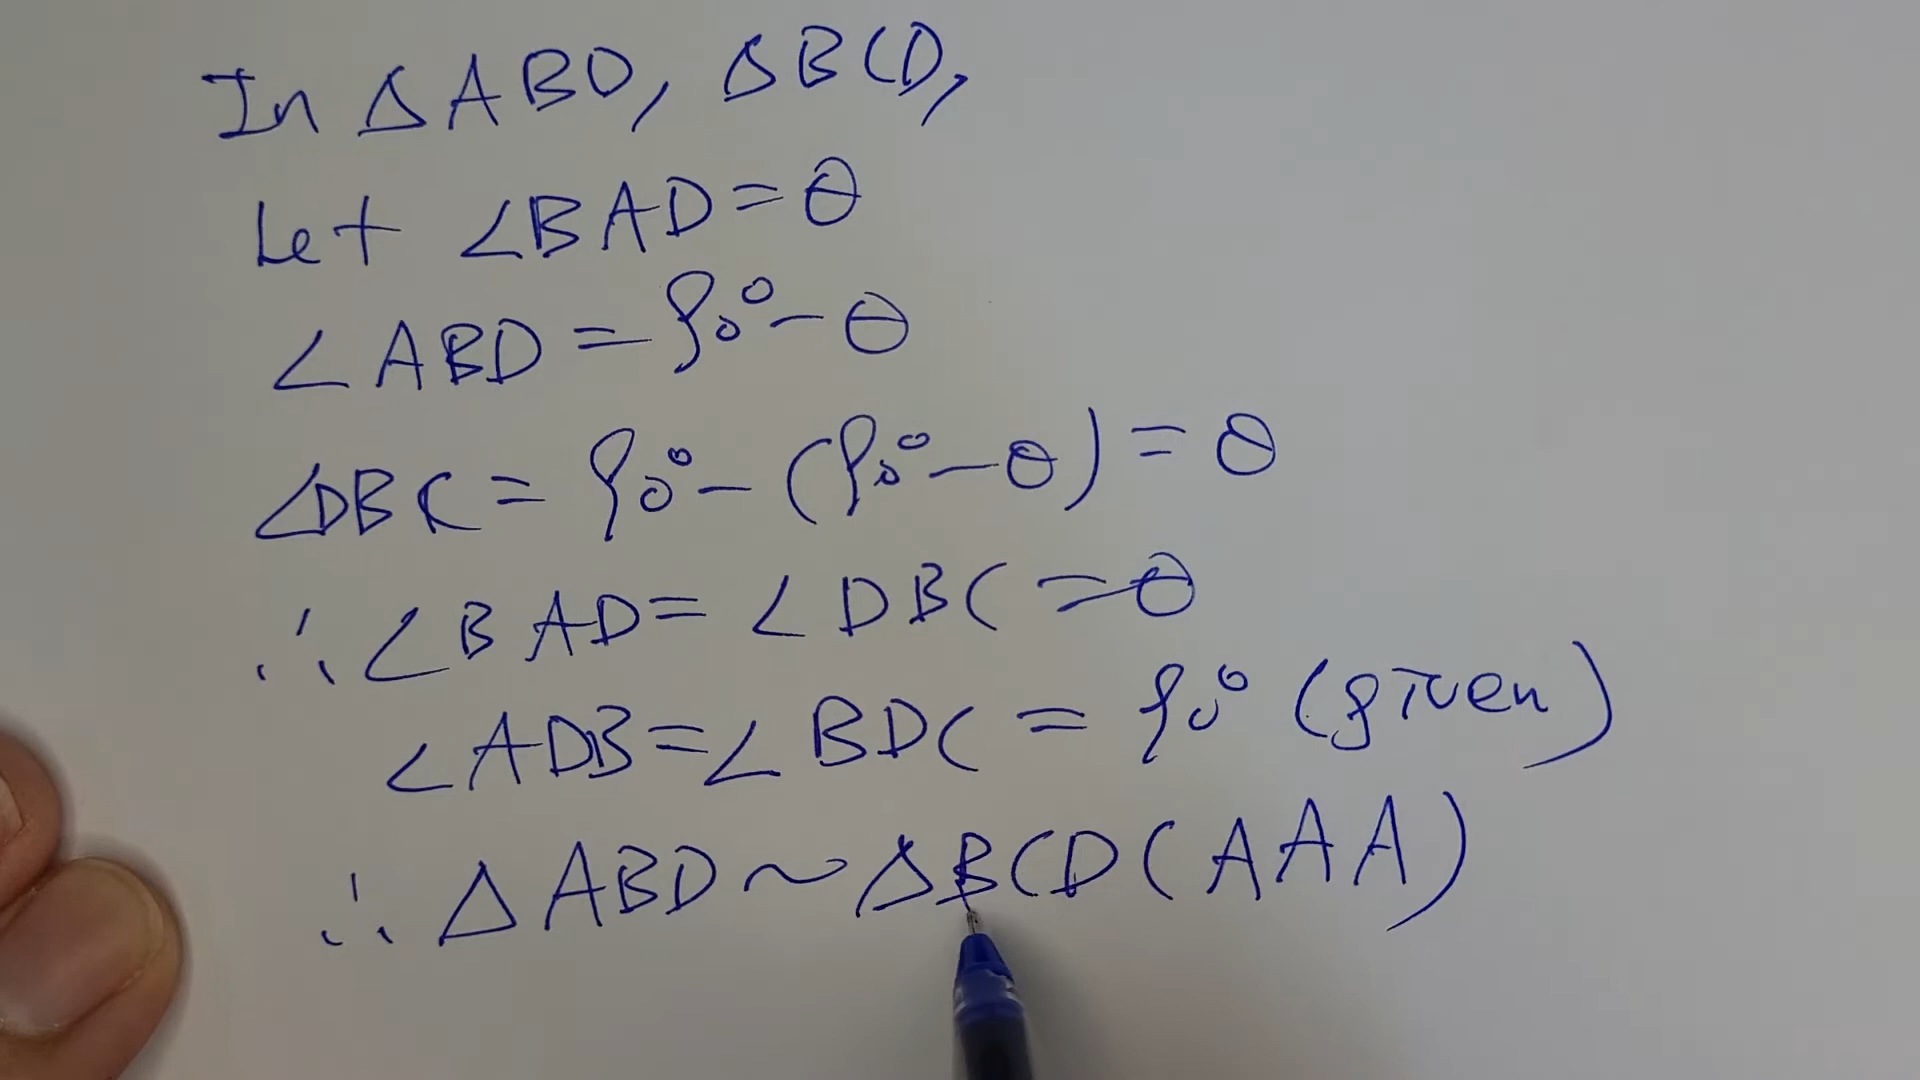 In △ABD, △BCD,
Let ∠BAD=θ
∠ABD=90°-θ
∠DBC=90°-(90°-θ)=θ
∴∠BAD=∠DBC=θ
∠ADB=∠BDC=90° (given)
∴△ABD~△BCD(AAA)